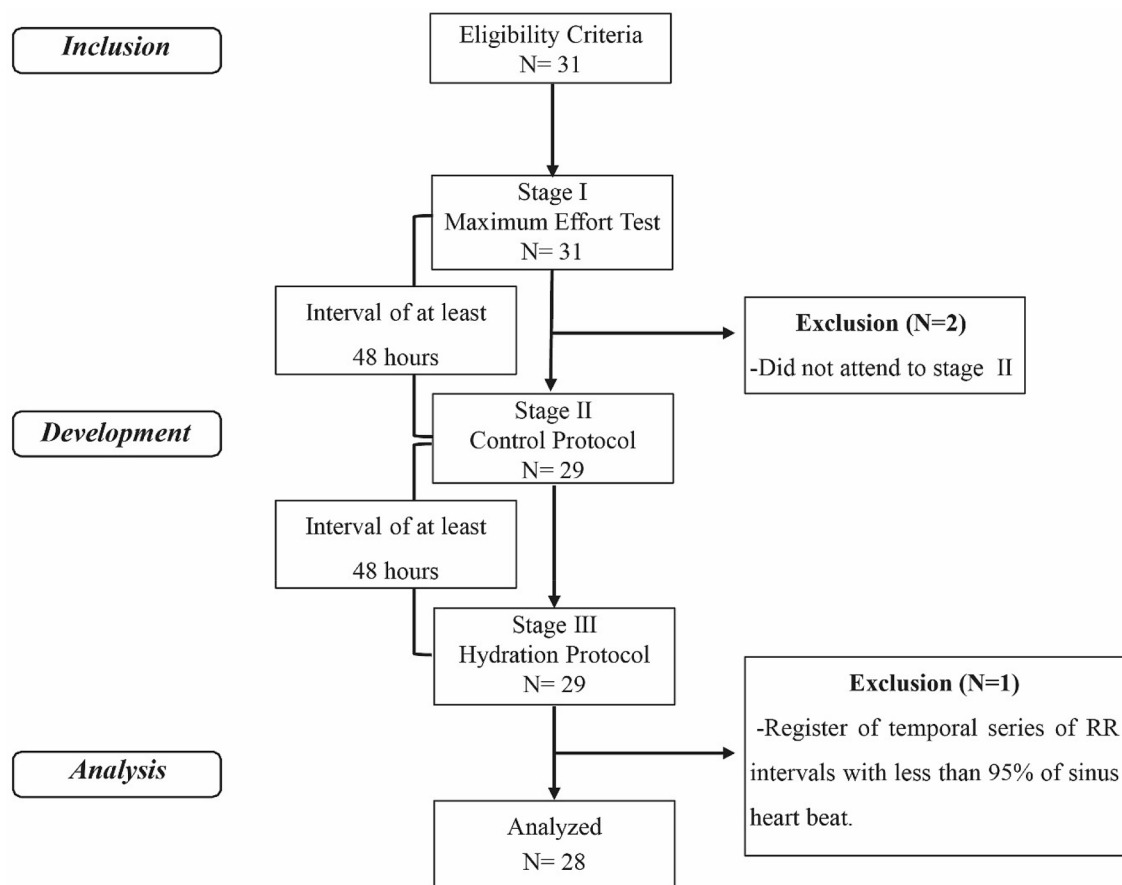 Inclusion
Eligibility Criteria
N= 31
Stage I
Maximum Effort Test
N= 31
Interval of at least
48 hours
Exclusion (N=2)
-Did not attend to stage II
Development
Stage II
Control Protocol
N= 29
Interval of at least
48 hours
Stage III
Hydration Protocol
N= 29
Exclusion (N=1)
-Register of temporal series of RR
intervals with less than 95% of sinus
heart beat.
Analysis
Analyzed
N= 28